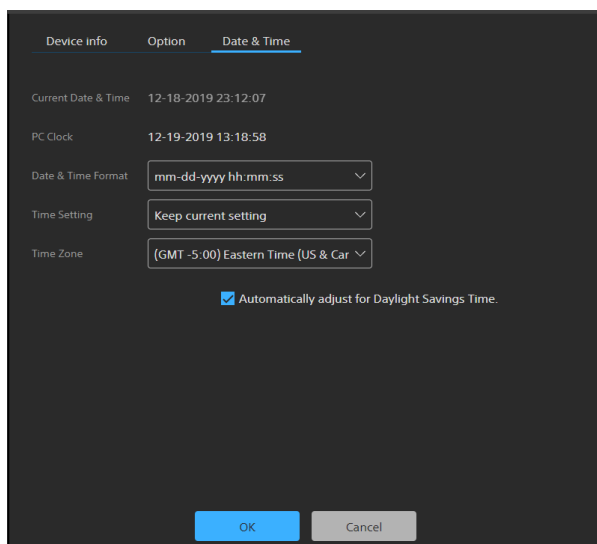 Device info Option Date & Time
Current Date & Time 12-18-2019 23:12:07
PC Clock 12-19-2019 13:18:58
Date & Time Format mm-dd-yyyy hh:mm:ss
Time Setting Keep current setting
Time Zone (GMT -5:00) Eastern Time (US & Car
Automatically adjust for Daylight Savings Time.
OK Cancel